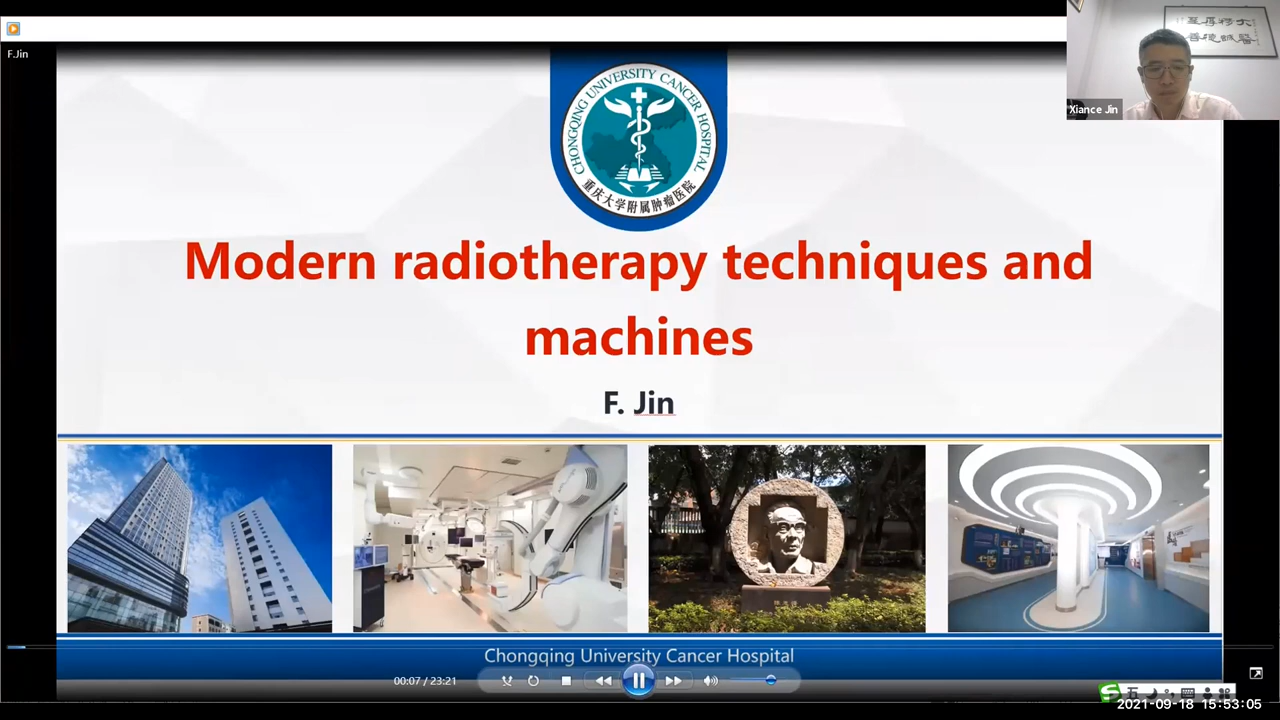 F.Jin
CHONGQING UNIVERSITY CANCER HOSPITAL
重庆大学附属肿瘤医院
Xiance Jin
Modern radiotherapy techniques and
machines
F. Jin
Chongqing University Cancer Hospital
00:07 / 23:21
五
2021-09-18 15:53:05